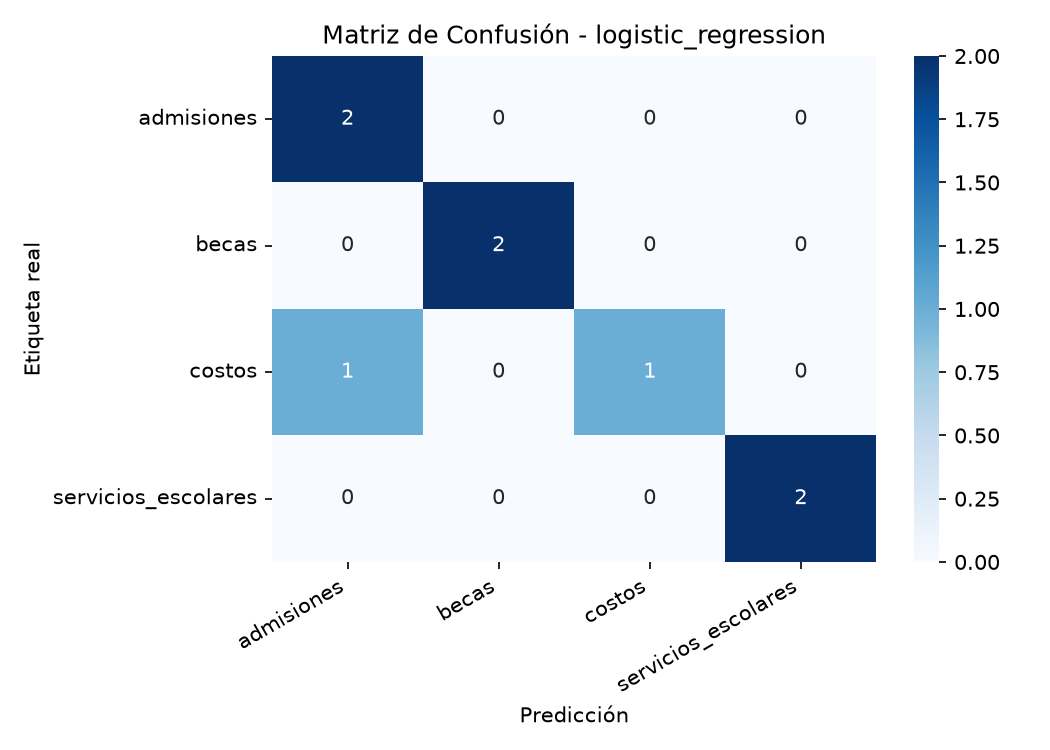 Matriz de Confusión - logistic_regression
admisiones 2 0 0 0
becas 0 2 0 0
costos 1 0 1 0
servicios_escolares 0 0 0 2
Etiqueta real
admisiones becas costos servicios_escolares
Predicción
2.00
1.75
1.50
1.25
1.00
0.75
0.50
0.25
0.00